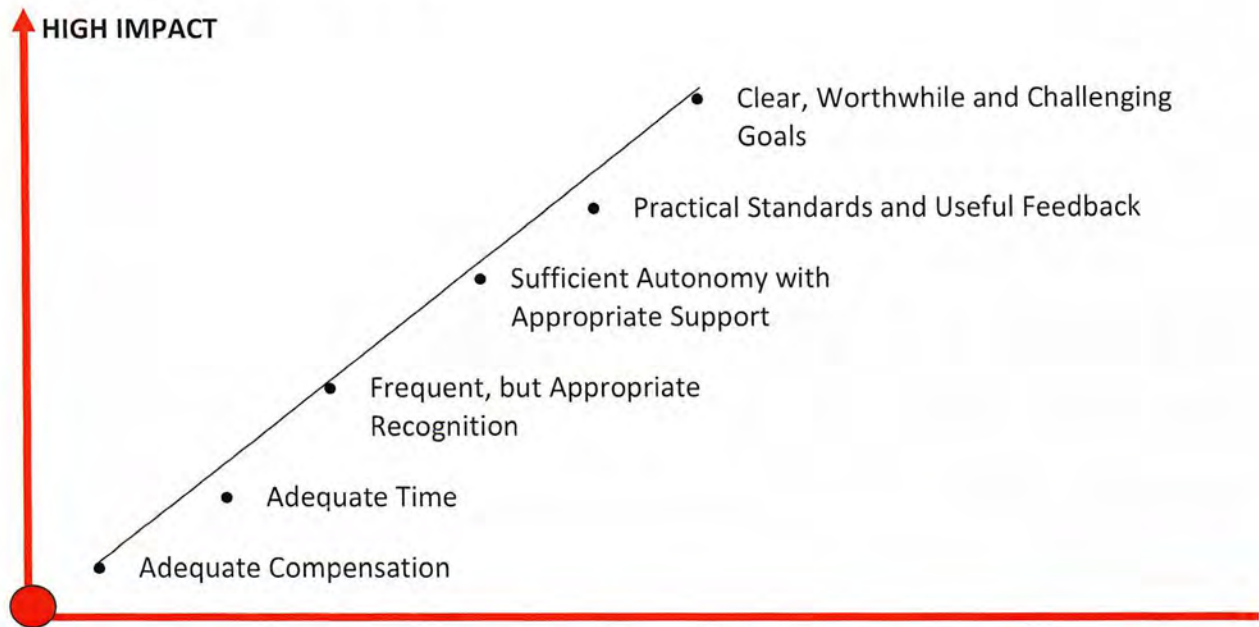 HIGH IMPACT
Clear, Worthwhile and Challenging
Goals
Practical Standards and Useful Feedback
Sufficient Autonomy with
Appropriate Support
Frequent, but Appropriate
Recognition
Adequate Time
Adequate Compensation